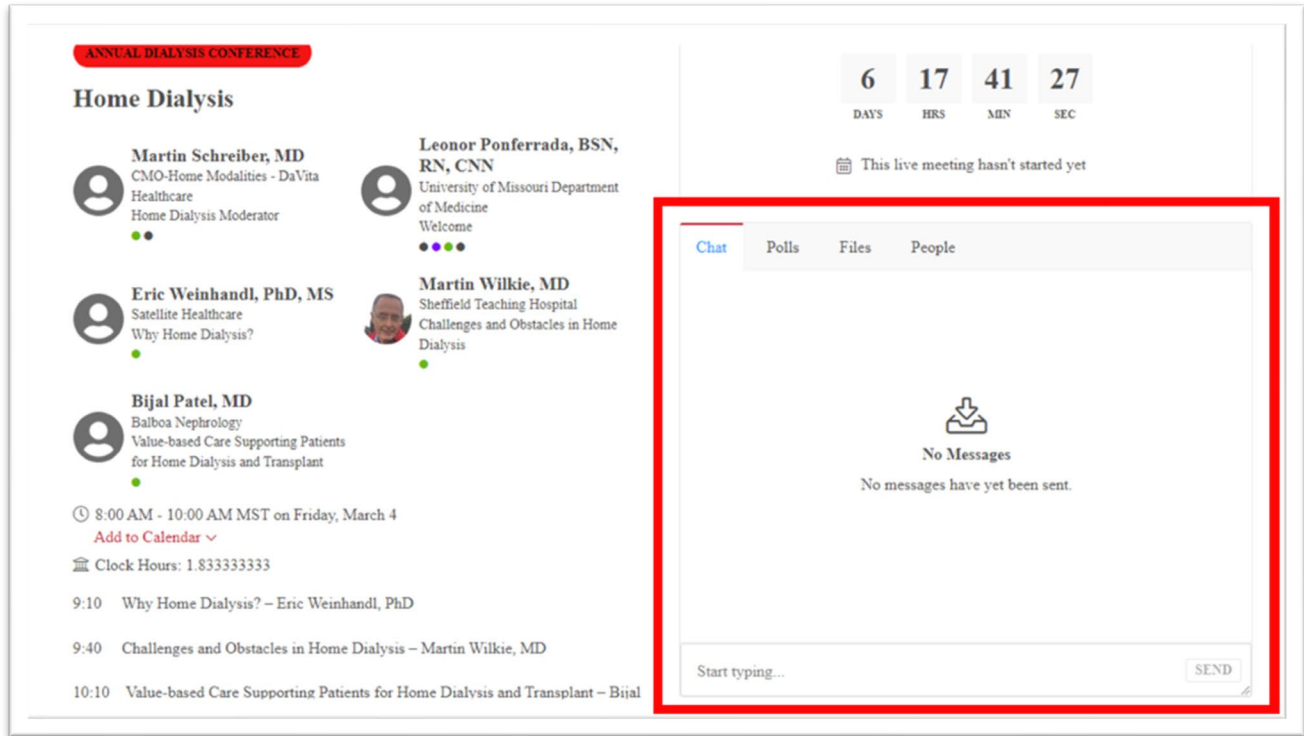 ANNUAL DIALYSIS CONFERENCE
Home Dialysis
Martin Schreiber, MD
CMO-Home Modalities - DaVita
Healthcare
Home Dialysis Moderator
Leonor Ponferrada, BSN,
RN, CNN
University of Missouri Department
of Medicine
Welcome
Eric Weinhandl, PhD, MS
Satellite Healthcare
Why Home Dialysis?
Martin Wilkie, MD
Sheffield Teaching Hospital
Challenges and Obstacles in Home
Dialysis
Bijal Patel, MD
Balboa Nephrology
Value-based Care Supporting Patients
for Home Dialysis and Transplant
8:00 AM - 10:00 AM MST on Friday, March 4
Add to Calendar
Clock Hours: 1.833333333
9:10 Why Home Dialysis? – Eric Weinhandl, PhD
9:40 Challenges and Obstacles in Home Dialysis – Martin Wilkie, MD
10:10 Value-based Care Supporting Patients for Home Dialysis and Transplant – Bijal
6 17 41 27
DAYS HRS MIN SEC
This live meeting hasn't started yet
Chat Polls Files People
No Messages
No messages have yet been sent.
Start typing... SEND